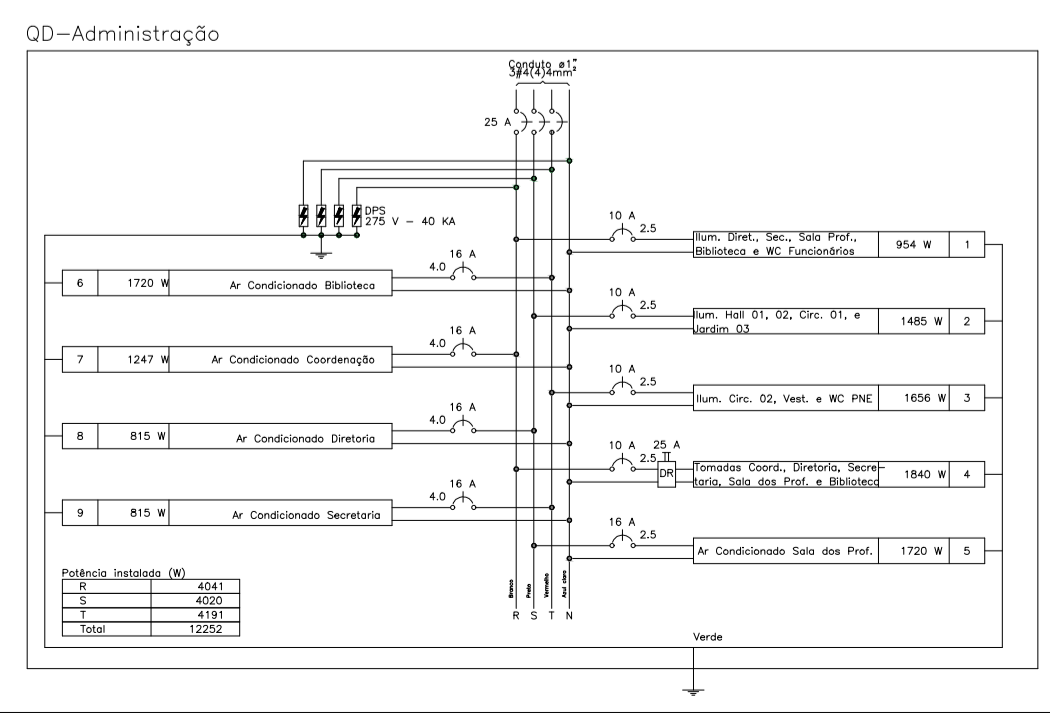 QD-Administração
Conduto ø1"
3#4(4)4mm²
25 A
DPS
275 V - 40 KA
10 A
2.5
Ilum. Diret., Sec., Sala Prof.,
Biblioteca e WC Funcionários
954 W
1
16 A
4.0
6
1720 W
Ar Condicionado Biblioteca
10 A
2.5
Ilum. Hall 01, 02, Circ. 01, e
Jardim 03
1485 W
2
16 A
4.0
7
1247 W
Ar Condicionado Coordenação
10 A
2.5
Ilum. Circ. 02, Vest. e WC PNE
1656 W
3
16 A
4.0
8
815 W
Ar Condicionado Diretoria
10 A
2.5
25 A
DR
Tomadas Coord., Diretoria, Secre-
taria, Sala dos Prof. e Biblioteca
1840 W
4
16 A
4.0
9
815 W
Ar Condicionado Secretaria
16 A
2.5
Ar Condicionado Sala dos Prof.
1720 W
5
Potência instalada (W)
R 4041
S 4020
T 4191
Total 12252
Branco
Preto
Vermelho
Azul claro
R S T N
Verde